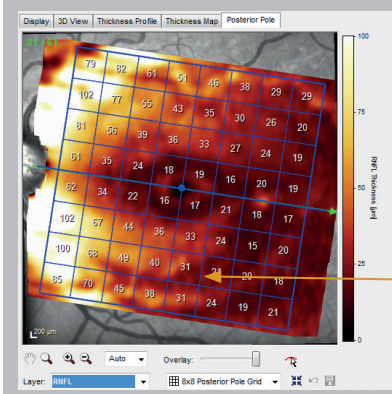 Display 3D View Thickness Profile Thickness Map Posterior Pole
79 82 61 51 46 38 29 29
102 77 55 43 35 30 26 20
81 56 39 36 33 27 24 19
61 35 24 18 19 16 20 19
62 34 22 16 17 21 18 17
102 67 44 36 33 24 15 20
100 49 40 31 21 20 18
85 70 45 38 31 24 19 21
200 µm
100
75
50
25
0
RNFL Thickness [µm]
Auto Overlay:
Layer: RNFL 8x8 Posterior Pole Grid